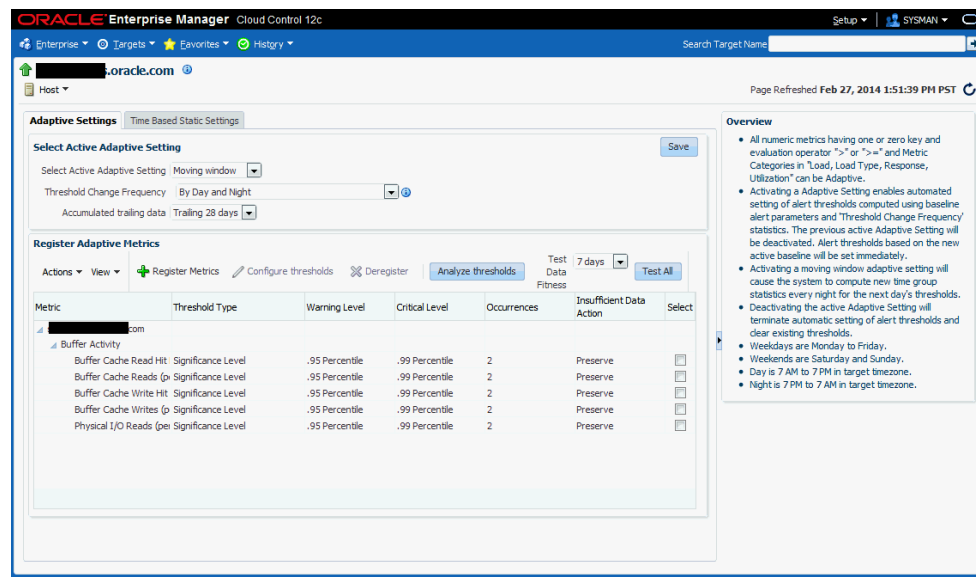 ORACLE Enterprise Manager Cloud Control 12c
Setup SYSMAN
Enterprise Targets Favorites History Search Target Name
.oracle.com
Host Page Refreshed Feb 27, 2014 1:51:39 PM PST
Adaptive Settings Time Based Static Settings
Select Active Adaptive Setting Save
Select Active Adaptive Setting Moving window
Threshold Change Frequency By Day and Night
Accumulated trailing data Trailing 28 days
Register Adaptive Metrics
Actions View Register Metrics Configure thresholds Deregister Analyze thresholds Test Data Fitness 7 days Test All
Metric Threshold Type Warning Level Critical Level Occurrences Insufficient Data Action Select
com
Buffer Activity
Buffer Cache Read Hit Significance Level .95 Percentile .99 Percentile 2 Preserve
Buffer Cache Reads (pe Significance Level .95 Percentile .99 Percentile 2 Preserve
Buffer Cache Write Hit Significance Level .95 Percentile .99 Percentile 2 Preserve
Buffer Cache Writes (p Significance Level .95 Percentile .99 Percentile 2 Preserve
Physical I/O Reads (per Significance Level .95 Percentile .99 Percentile 2 Preserve
Overview
All numeric metrics having one or zero key and
evaluation operator ">" or ">=" and Metric
Categories in "Load, Load Type, Response,
Utilization" can be Adaptive.
Activating a Adaptive Setting enables automated
setting of alert thresholds computed using baseline
alert parameters and 'Threshold Change Frequency'
statistics. The previous active Adaptive Setting will
be deactivated. Alert thresholds based on the new
active baseline will be set immediately.
Activating a moving window adaptive setting will
cause the system to compute new time group
statistics every night for the next day's thresholds.
Deactivating the active Adaptive Setting will
terminate automatic setting of alert thresholds and
clear existing thresholds.
Weekdays are Monday to Friday.
Weekends are Saturday and Sunday.
Day is 7 AM to 7 PM in target timezone.
Night is 7 PM to 7 AM in target timezone.